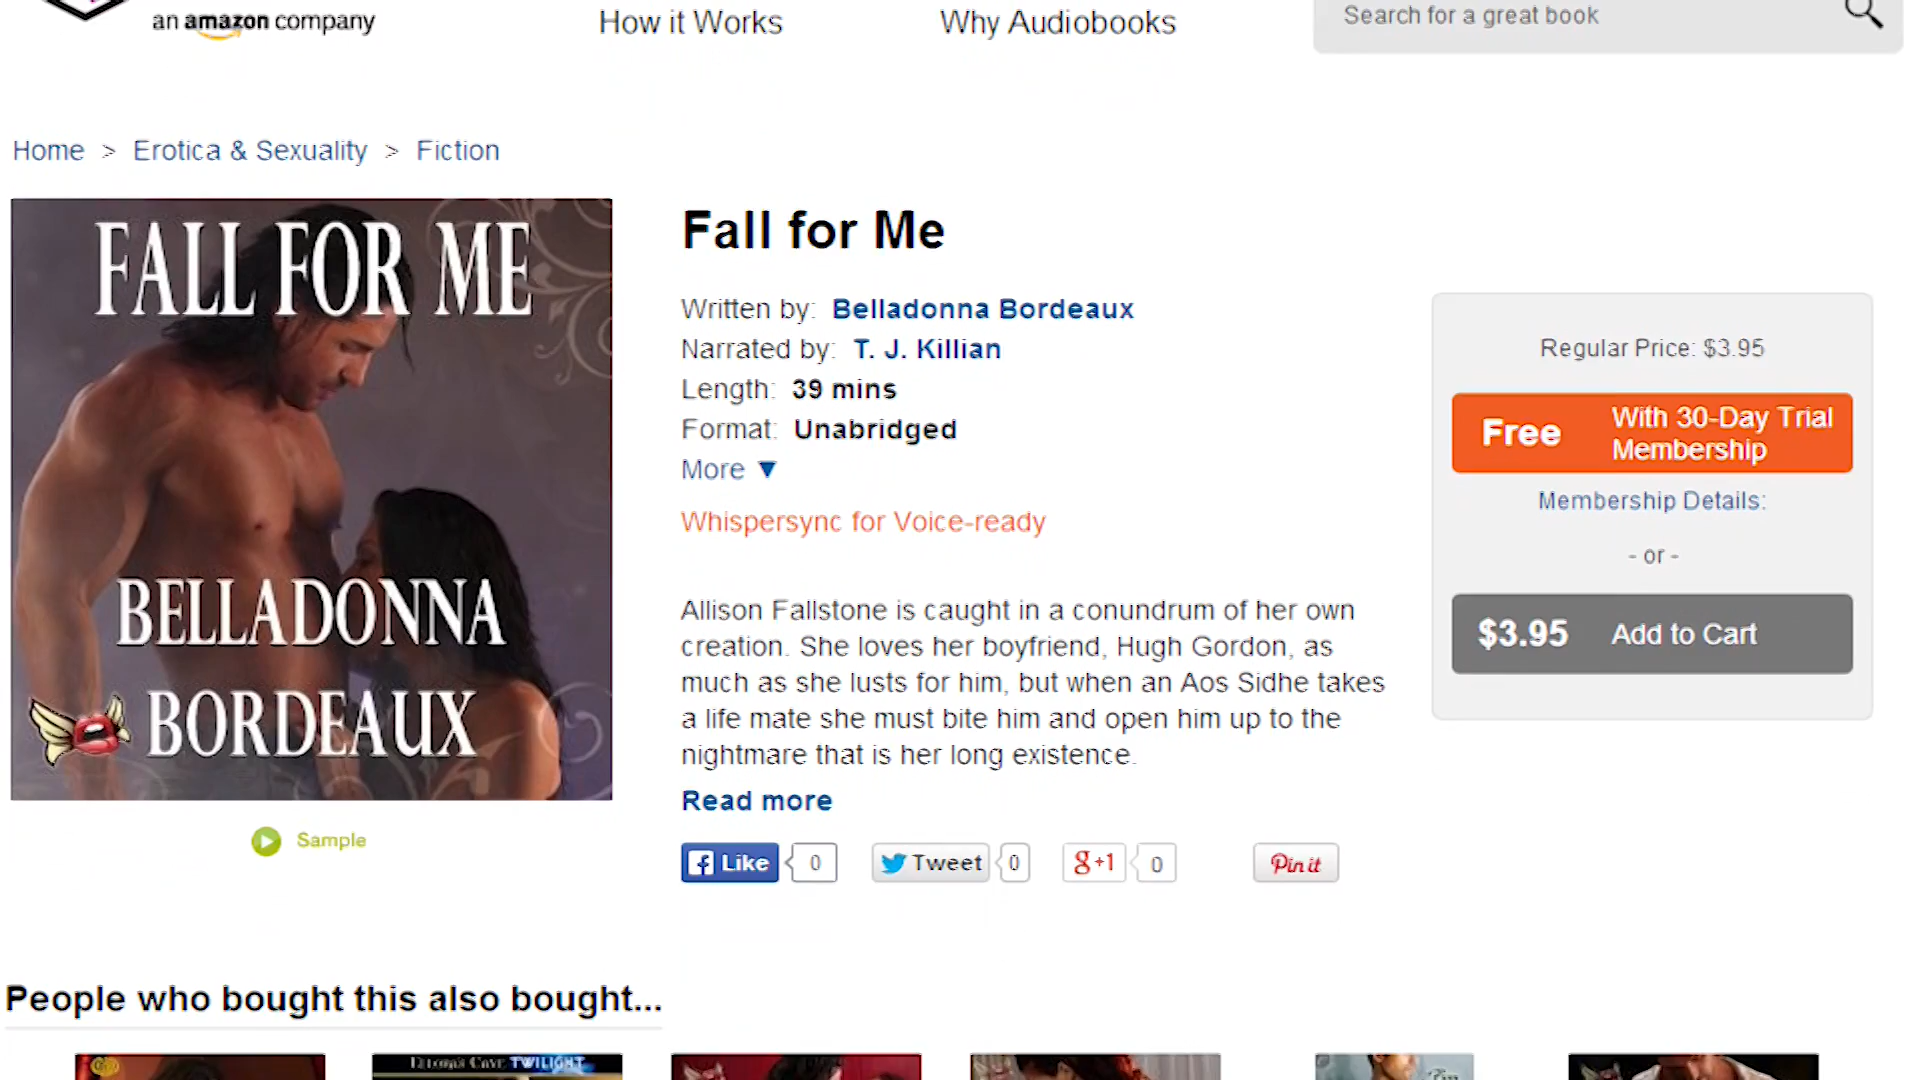 an amazon company
How it Works
Why Audiobooks
Search for a great book
Home > Erotica & Sexuality > Fiction
FALL FOR ME
BELLADONNA
BORDEAUX
Sample
Fall for Me
Written by: Belladonna Bordeaux
Narrated by: T. J. Killian
Length: 39 mins
Format: Unabridged
More ▼
Whispersync for Voice-ready
Allison Fallstone is caught in a conundrum of her own
creation. She loves her boyfriend, Hugh Gordon, as
much as she lusts for him, but when an Aos Sidhe takes
a life mate she must bite him and open him up to the
nightmare that is her long existence.
Read more
Like 0
Tweet 0
g+1 0
Pin it
Regular Price: $3.95
Free With 30-Day Trial
Membership
Membership Details:
- or -
$3.95 Add to Cart
People who bought this also bought...
TWILIGHT